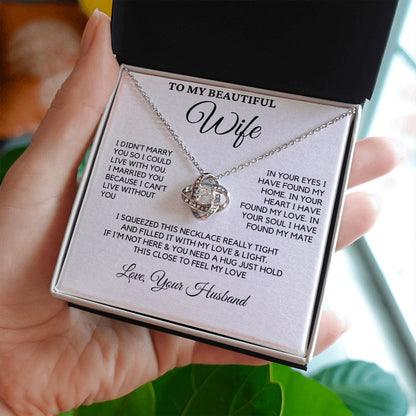 TO MY BEAUTIFUL
Wife
I DIDN'T MARRY
YOU SO I COULD
LIVE WITH YOU.
I MARRIED YOU
BECAUSE I CAN'T
LIVE WITHOUT
YOU
IN YOUR EYES I
HAVE FOUND MY
HOME. IN YOUR
HEART I HAVE
FOUND MY LOVE. IN
YOUR SOUL I HAVE
FOUND MY MATE
I SQUEEZED THIS NECKLACE REALLY TIGHT
AND FILLED IT WITH MY LOVE & LIGHT.
IF I'M NOT HERE & YOU NEED A HUG JUST HOLD
THIS CLOSE TO FEEL MY LOVE
Love, Your Husband